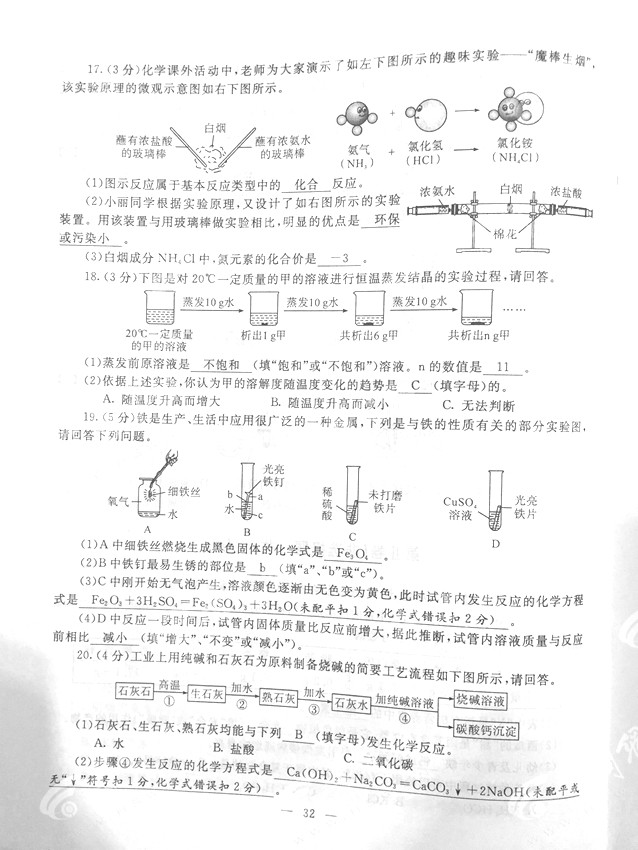 17.(3分)化学课外活动中,老师为大家演示了如左下图所示的趣味实验——“魔棒生烟”,
该实验原理的微观示意图如右下图所示。
白烟
蘸有浓盐酸
的玻璃棒
蘸有浓氨水
的玻璃棒
+
氨气
(NH₃)
氯化氢
(HCl)
氯化铵
(NH₄Cl)
(1)图示反应属于基本反应类型中的 化合 反应。
(2)小丽同学根据实验原理,又设计了如右图所示的实验
装置。用该装置与用玻璃棒做实验相比,明显的优点是 环保
或污染小 。
浓氨水
白烟
浓盐酸
棉花
(3)白烟成分NH₄Cl中,氮元素的化合价是 -3 。
18.(3分)下图是对20℃一定质量的甲的溶液进行恒温蒸发结晶的实验过程,请回答。
蒸发10g水 蒸发10g水 蒸发10g水 ……
20℃一定质量
的甲的溶液
析出1g甲
共析出6g甲
共析出n g甲
(1)蒸发前原溶液是 不饱和 (填“饱和”或“不饱和”)溶液。n的数值是 11 。
(2)依据上述实验,你认为甲的溶解度随温度变化的趋势是 C (填字母)的。
A. 随温度升高而增大 B. 随温度升高而减小 C. 无法判断
19.(5分)铁是生产、生活中应用很广泛的一种金属,下列是与铁的性质有关的部分实验图,
请回答下列问题。
氧气
细铁丝
水
A
光亮
铁钉
b
a
水
c
B
稀
硫
酸
未打磨
铁片
C
CuSO₄
溶液
光亮
铁片
D
(1)A中细铁丝燃烧生成黑色固体的化学式是 Fe₃O₄ 。
(2)B中铁钉最易生锈的部位是 b (填“a”、“b”或“c”)。
(3)C中刚开始无气泡产生,溶液颜色逐渐由无色变为黄色,此时试管内发生反应的化学方程
式是 Fe₂O₃+3H₂SO₄=Fe₂(SO₄)₃+3H₂O(未配平扣1分,化学式错误扣2分) 。
(4)D中反应一段时间后,试管内固体质量比反应前增大,据此推断,试管内溶液质量与反应
前相比 减小 (填“增大”、“不变”或“减小”)。
20.(4分)工业上用纯碱和石灰石为原料制备烧碱的简要工艺流程如下图所示,请回答。
石灰石 高温 ① 生石灰 加水 ② 熟石灰 加水 ③ 石灰水 加纯碱溶液 ④ 烧碱溶液
碳酸钙沉淀
(1)石灰石、生石灰、熟石灰均能与下列 B (填字母)发生化学反应。
A. 水 B. 盐酸 C. 二氧化碳
(2)步骤④发生反应的化学方程式是 Ca(OH)₂+Na₂CO₃=CaCO₃↓+2NaOH(未配平或
无“↓”符号扣1分,化学式错误扣2分) 。
— 32 —